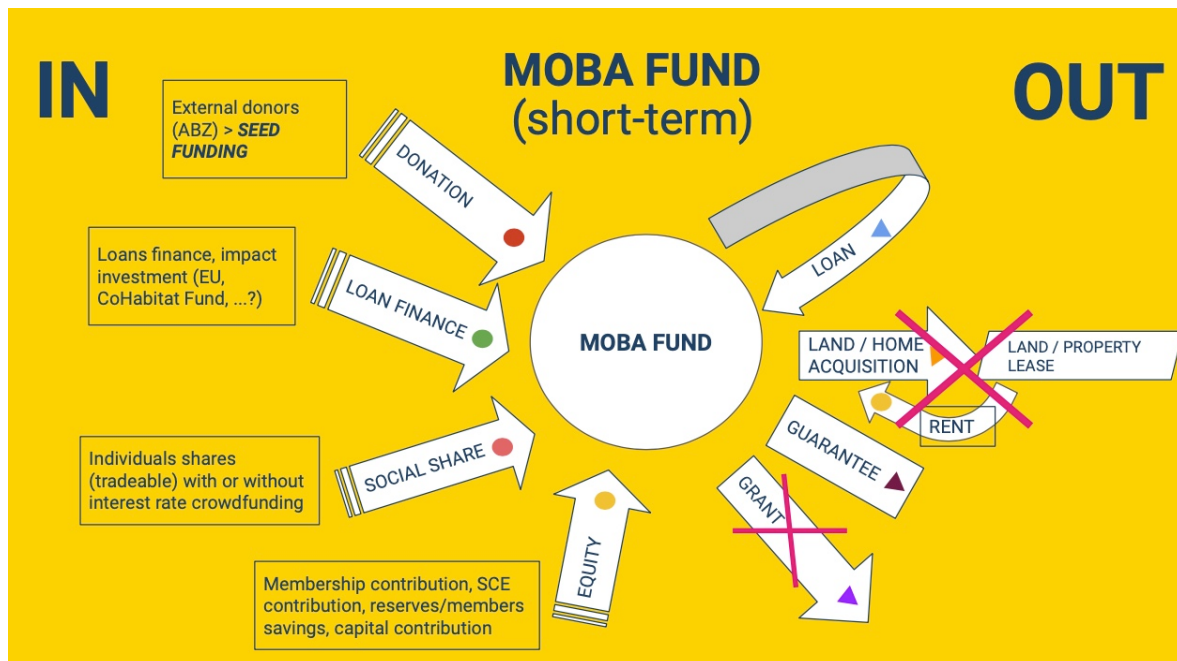 IN
MOBA FUND
(short-term)
OUT
External donors
(ABZ) > SEED
FUNDING
DONATION
Loans finance, impact
investment (EU,
CoHabitat Fund, ...?)
LOAN FINANCE
Individuals shares
(tradeable) with or without
interest rate crowdfunding
SOCIAL SHARE
Membership contribution, SCE
contribution, reserves/members
savings, capital contribution
EQUITY
MOBA FUND
LOAN
LAND / HOME
ACQUISITION
LAND / PROPERTY
LEASE
RENT
GUARANTEE
GRANT